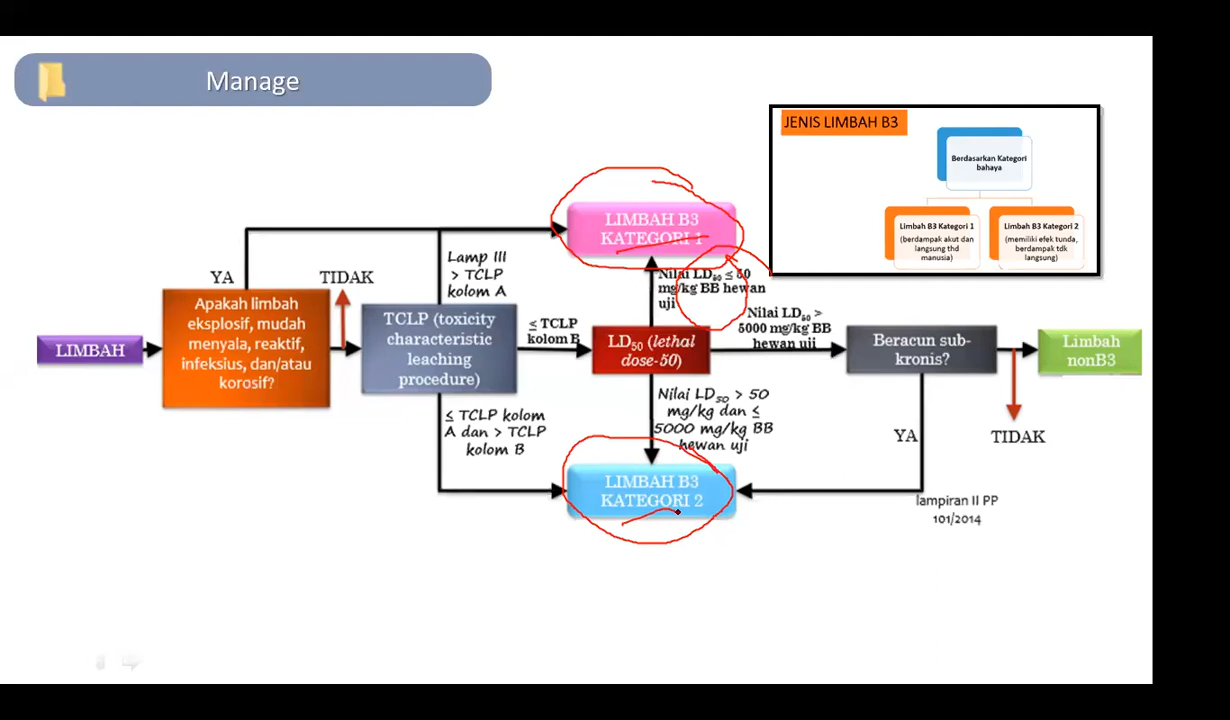 Manage
JENIS LIMBAH B3
Berdasarkan Kategori
bahaya
Limbah B3 Kategori 1
(berdampak akut dan
langsung thd
manusia)
Limbah B3 Kategori 2
(memiliki efek tunda,
berdampak tdk
langsung)
LIMBAH B3
KATEGORI 1
YA
TIDAK
Lamp III
> TCLP
kolom A
Nilai LD50 ≤ 50
mg/kg BB hewan
uji
LIMBAH
Apakah limbah
eksplosif, mudah
menyala, reaktif,
infeksius, dan/atau
korosif?
TCLP (toxicity
characteristic
leaching
procedure)
≤ TCLP
kolom B
LD50 (lethal
dose-50)
Nilai LD50 >
5000 mg/kg BB
hewan uji
Beracun sub-
kronis?
Limbah
nonB3
≤ TCLP kolom
A dan > TCLP
kolom B
Nilai LD50 > 50
mg/kg dan ≤
5000 mg/kg BB
hewan uji
YA
TIDAK
LIMBAH B3
KATEGORI 2
lampiran II PP
101/2014